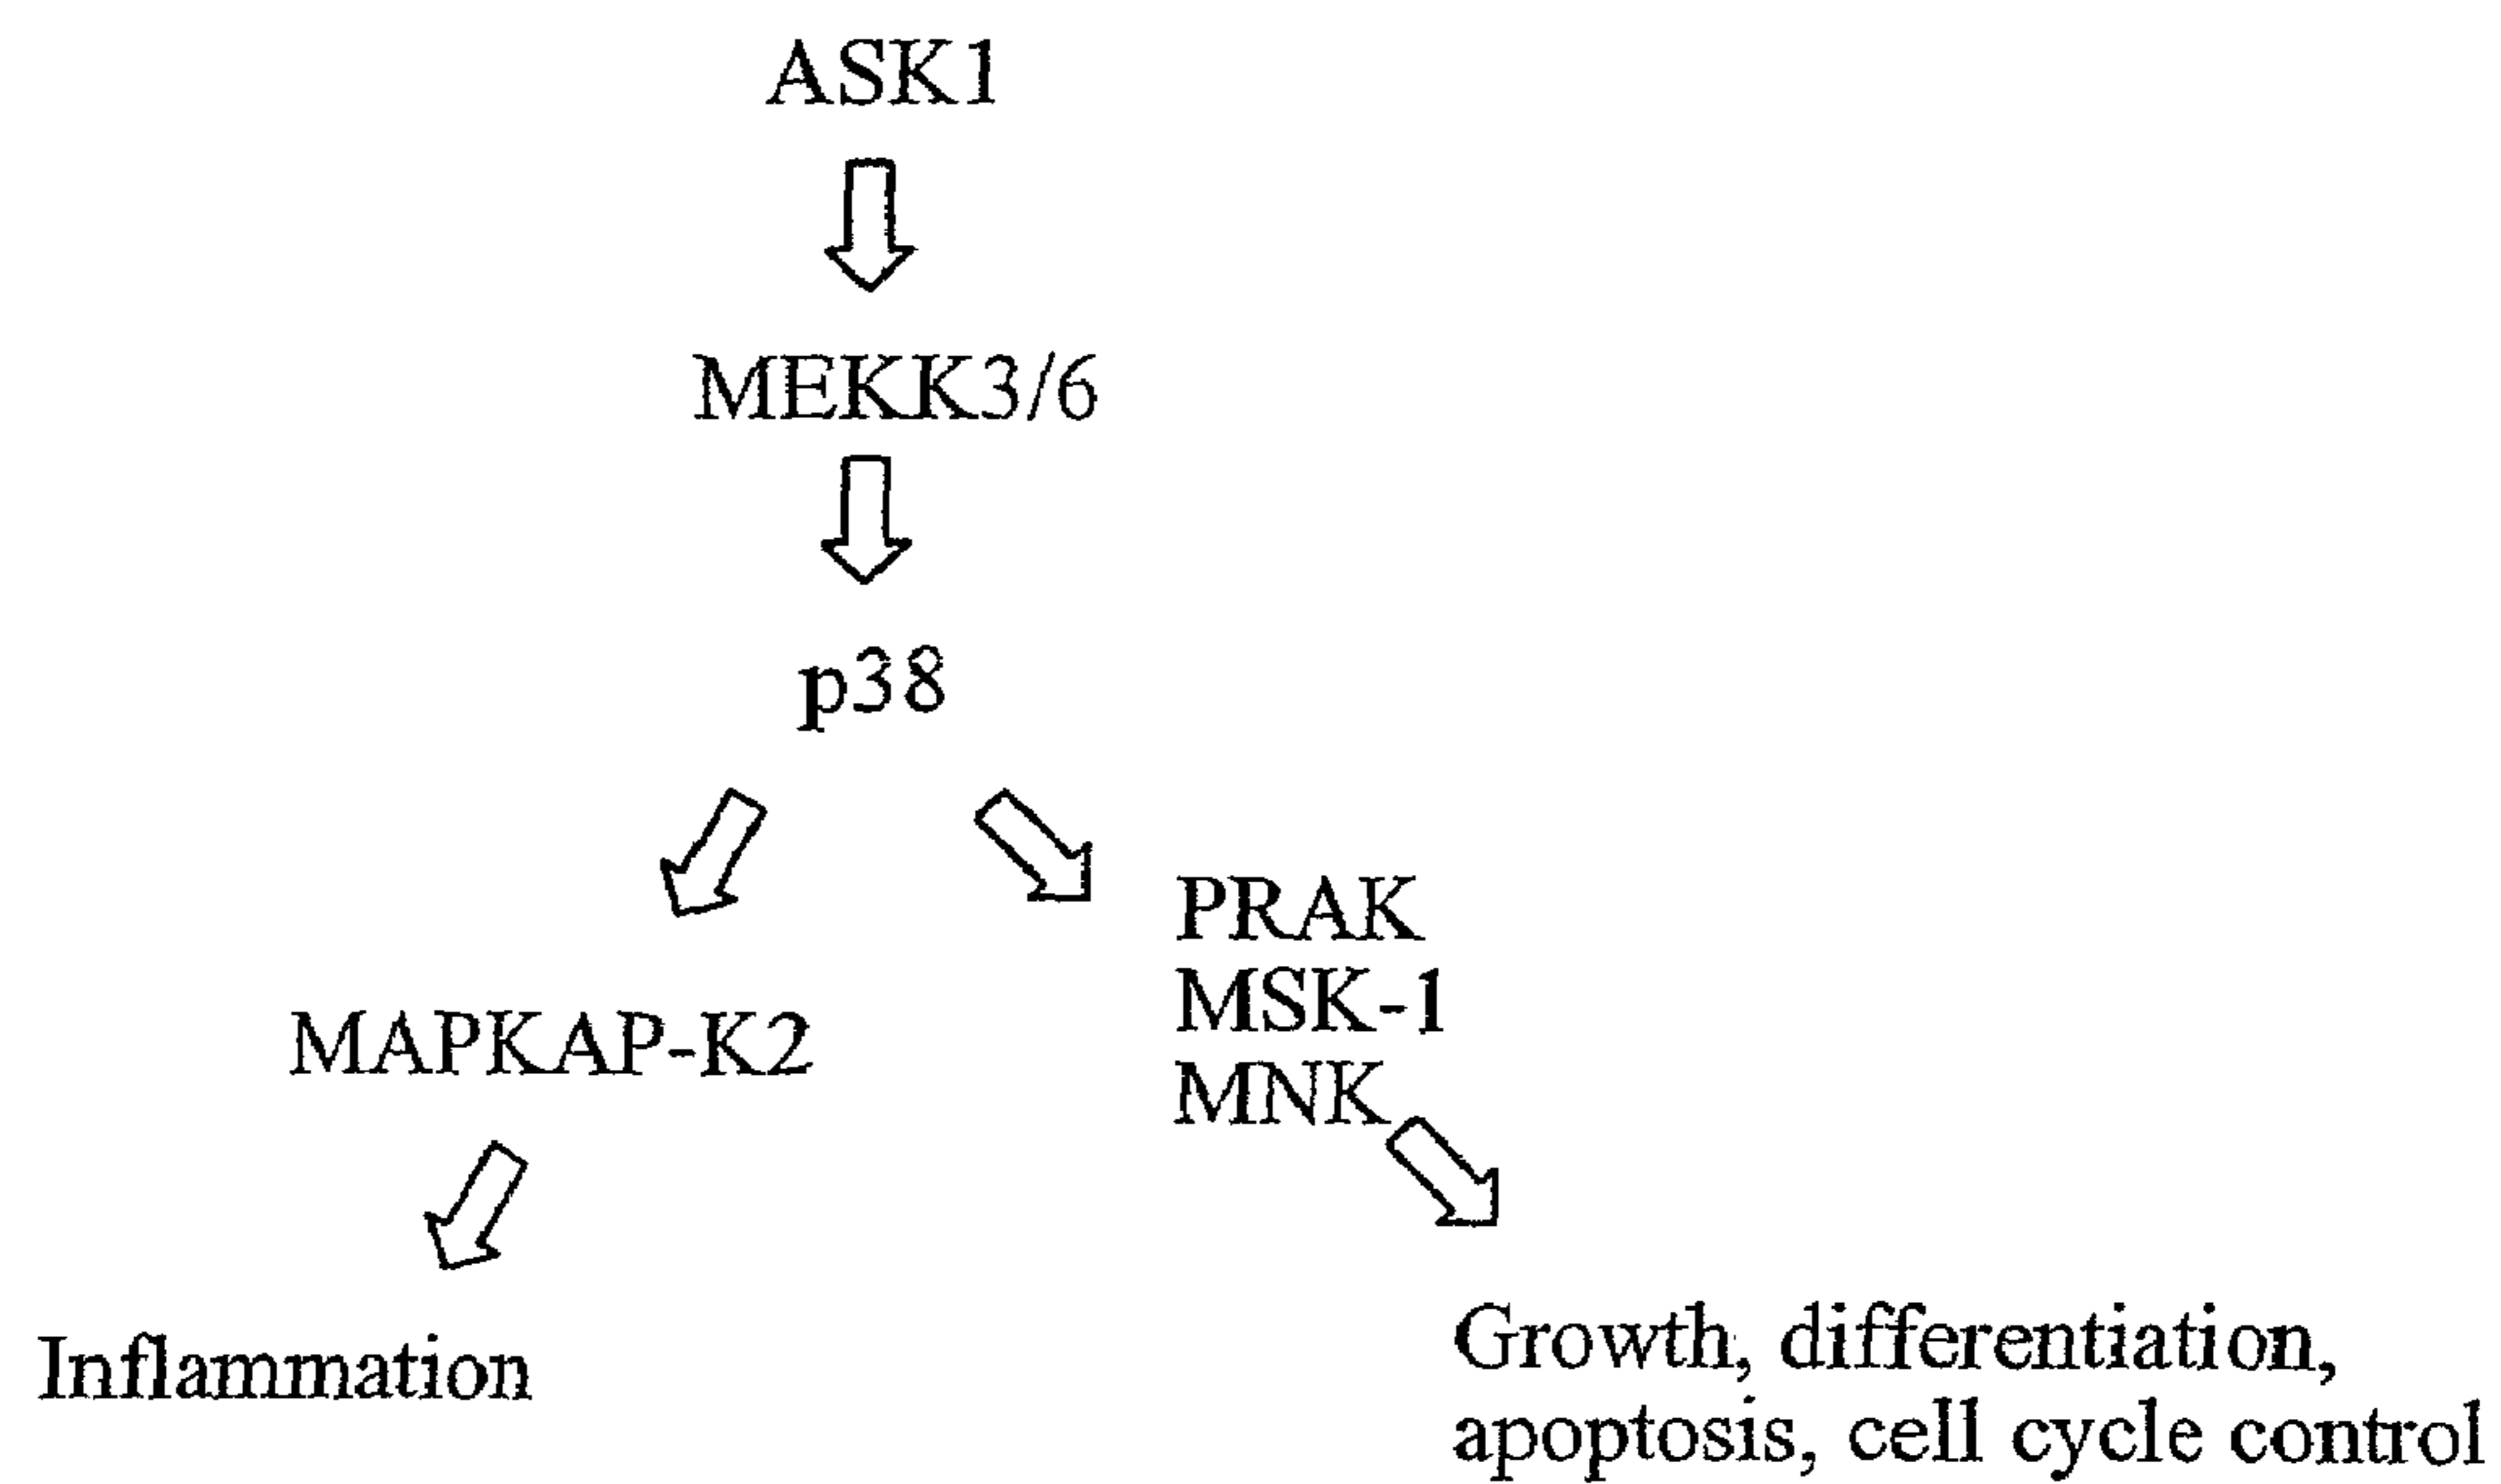 ASK1
MEKK3/6
p38
PRAK
MSK-1
MNK
MAPKAP-K2
Inflammation
Growth, differentiation,
apoptosis, cell cycle control